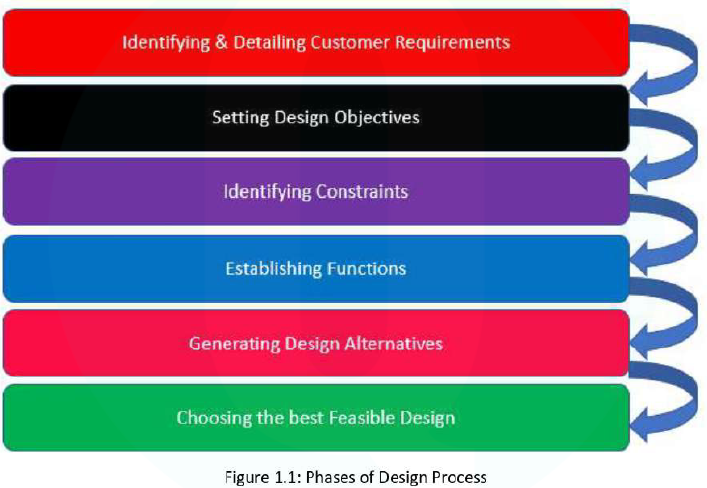 Identifying & Detailing Customer Requirements
Setting Design Objectives
Identifying Constraints
Establishing Functions
Generating Design Alternatives
Choosing the best Feasible Design
Figure 1.1: Phases of Design Process